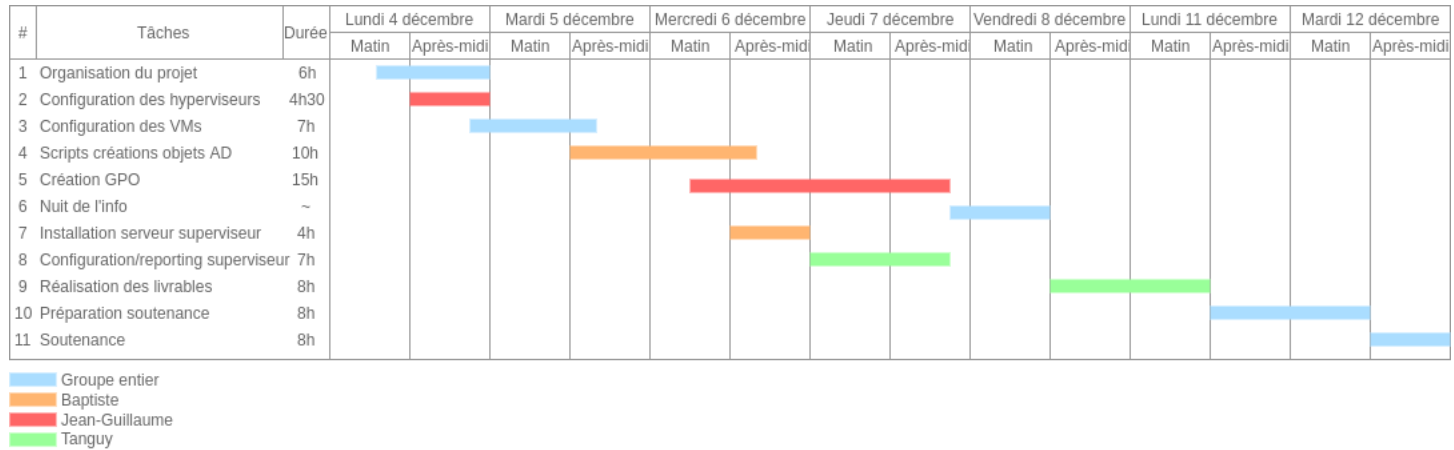 # Tâches Durée Lundi 4 décembre Mardi 5 décembre Mercredi 6 décembre Jeudi 7 décembre Vendredi 8 décembre Lundi 11 décembre Mardi 12 décembre
Matin Après-midi Matin Après-midi Matin Après-midi Matin Après-midi Matin Après-midi Matin Après-midi Matin Après-midi
1 Organisation du projet 6h
2 Configuration des hyperviseurs 4h30
3 Configuration des VMs 7h
4 Scripts créations objets AD 10h
5 Création GPO 15h
6 Nuit de l'info ~
7 Installation serveur superviseur 4h
8 Configuration/reporting superviseur 7h
9 Réalisation des livrables 8h
10 Préparation soutenance 8h
11 Soutenance 8h
Groupe entier
Baptiste
Jean-Guillaume
Tanguy